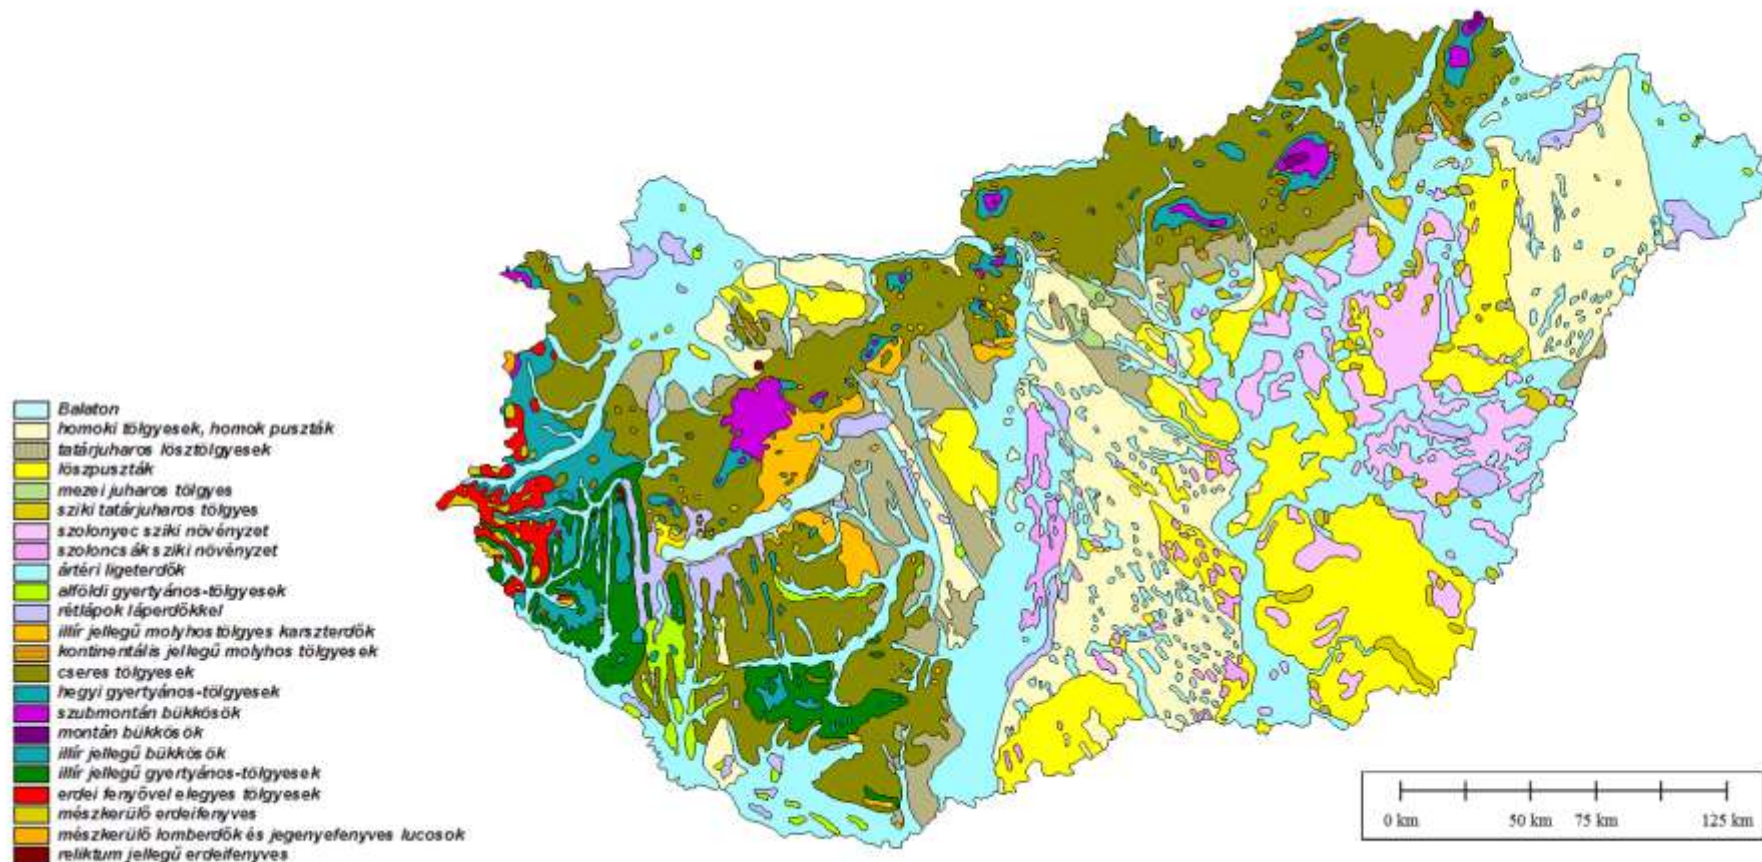 Balaton
homoki tölgyesek, homok puszták
tatárjuharos lösztölgyesek
löszpuszták
mezei juharos tölgyes
sziki tatárjuharos tölgyes
szolonyec sziki növényzet
szoloncsák sziki növényzet
ártéri ligeterdők
alföldi gyertyános-tölgyesek
rétlápok láperdőkkel
illír jellegű molyhostölgyes karszterdők
kontinentális jellegű molyhos tölgyesek
cseres tölgyesek
hegyi gyertyános-tölgyesek
szubmontán bükkösök
montán bükkösök
illír jellegű bükkösök
illír jellegű gyertyános-tölgyesek
erdei fenyővel elegyes tölgyesek
mészkerülő erdeifenyves
mészkerülő lomberdők és jegenyefenyves lucosok
reliktum jellegű erdeifenyves
0 km 50 km 75 km 125 km